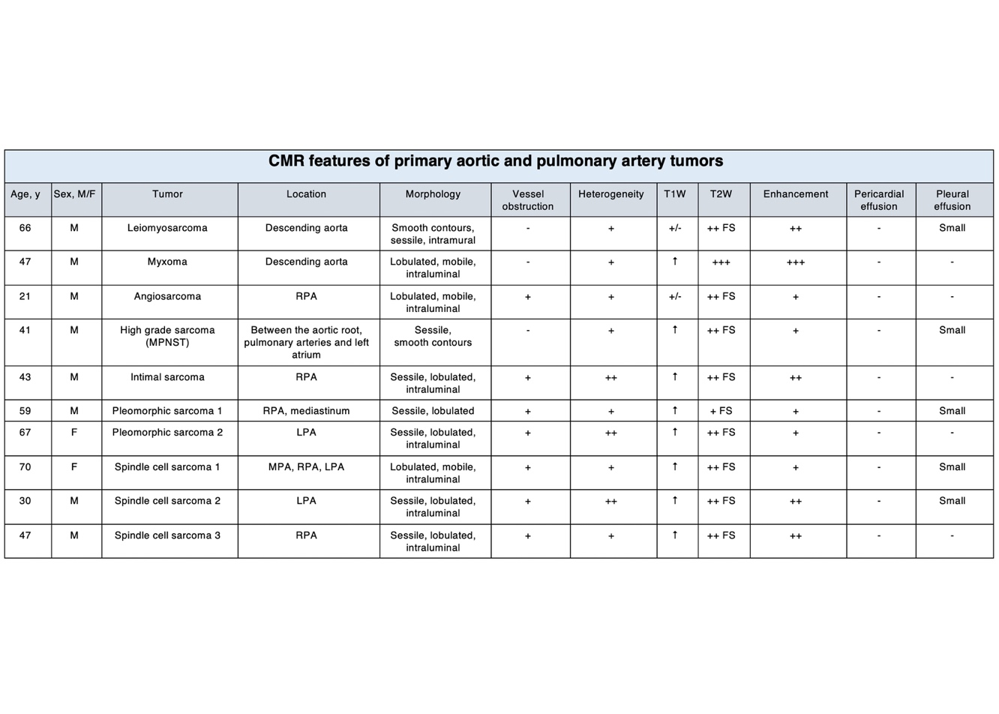 CMR features of primary aortic and pulmonary artery tumors
Age, y Sex, M/F Tumor Location Morphology Vessel obstruction Heterogeneity T1W T2W Enhancement Pericardial effusion Pleural effusion
66 M Leiomyosarcoma Descending aorta Smooth contours, sessile, intramural - + +/- ++ FS ++ - Small
47 M Myxoma Descending aorta Lobulated, mobile, intraluminal - + ↑ +++ +++ - -
21 M Angiosarcoma RPA Lobulated, mobile, intraluminal + + +/- ++ FS + - -
41 M High grade sarcoma (MPNST) Between the aortic root, pulmonary arteries and left atrium Sessile, smooth contours - + ↑ ++ FS + - Small
43 M Intimal sarcoma RPA Sessile, lobulated, intraluminal + ++ ↑ ++ FS ++ - -
59 M Pleomorphic sarcoma 1 RPA, mediastinum Sessile, lobulated + + ↑ + FS + - Small
67 F Pleomorphic sarcoma 2 LPA Sessile, lobulated, intraluminal + ++ ↑ ++ FS + - -
70 F Spindle cell sarcoma 1 MPA, RPA, LPA Lobulated, mobile, intraluminal + + ↑ ++ FS + - Small
30 M Spindle cell sarcoma 2 LPA Sessile, lobulated, intraluminal + ++ ↑ ++ FS ++ - Small
47 M Spindle cell sarcoma 3 RPA Sessile, lobulated, intraluminal + + ↑ ++ FS ++ - -